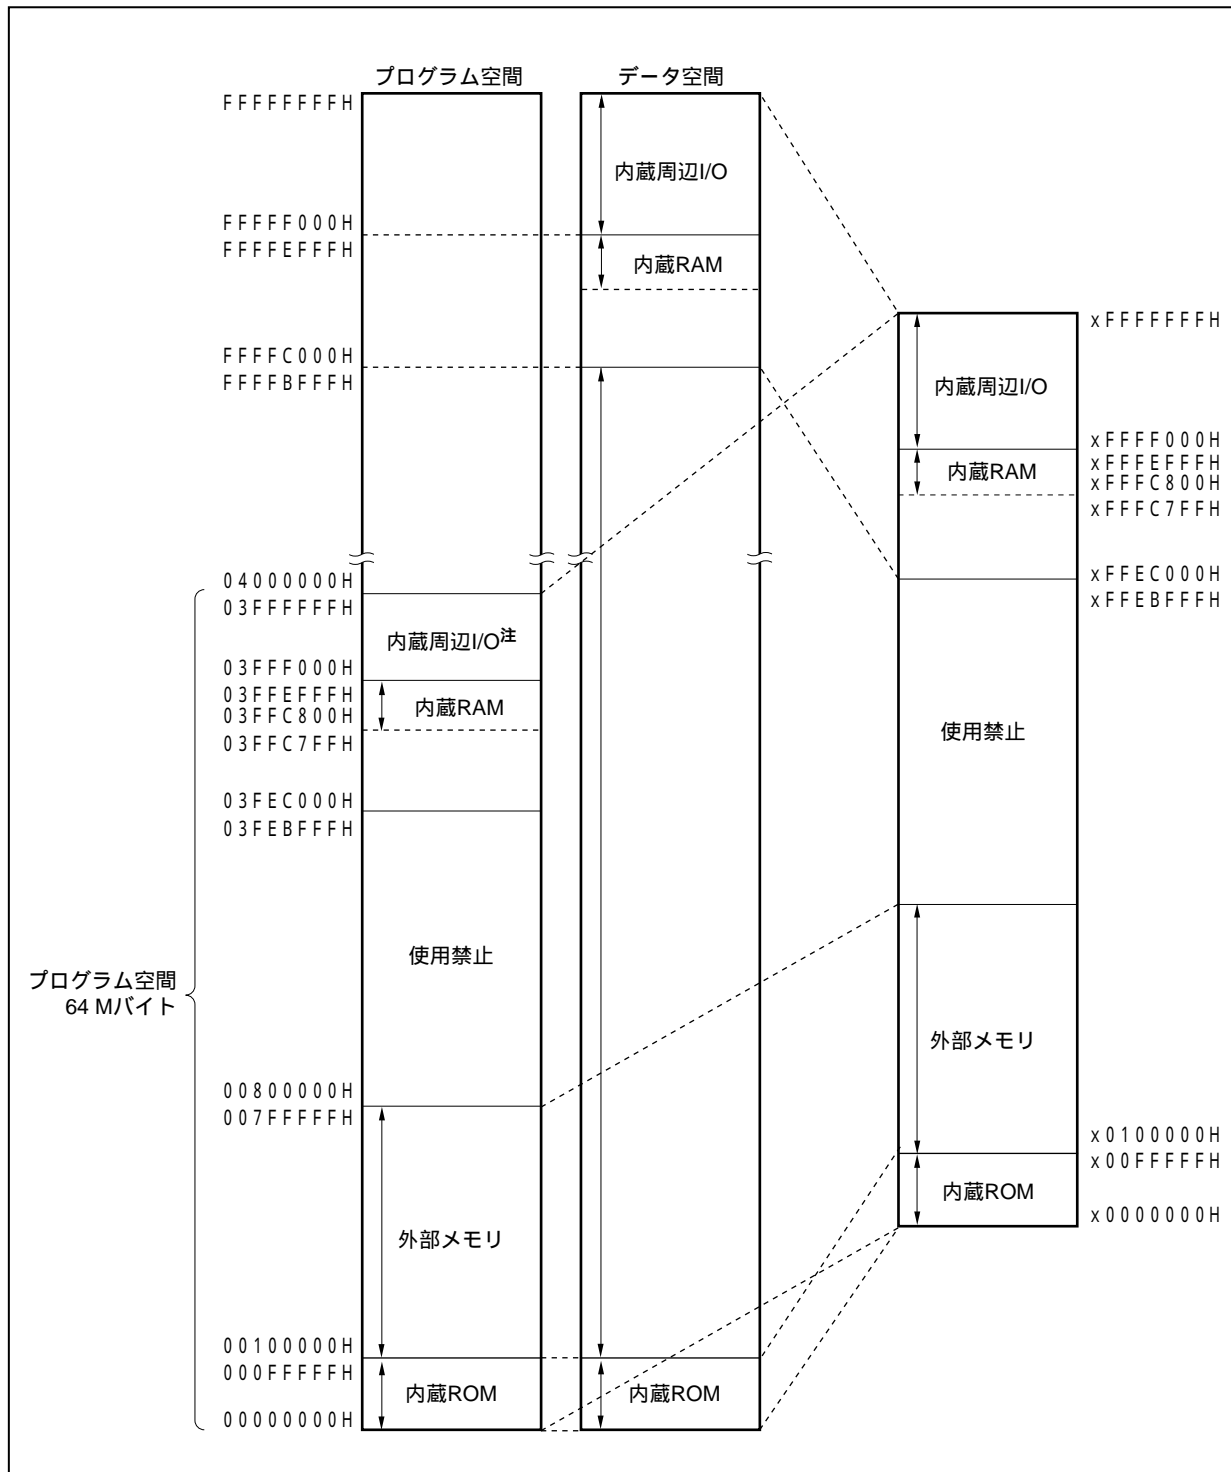 プログラム空間
データ空間
FFFFFFFFH
内蔵周辺I/O
FFFFF000H
FFFFEFFFH
内蔵RAM
FFFFC000H
FFFFBFFFH
04000000H
03FFFFFFH
内蔵周辺I/O注
03FFF000H
03FFEFFFH
内蔵RAM
03FFC800H
03FFC7FFH
03FEC000H
03FEBFFFH
使用禁止
プログラム空間
64 Mバイト
00800000H
007FFFFFH
外部メモリ
00100000H
000FFFFFH
内蔵ROM
内蔵ROM
00000000H
xFFFFFFFH
内蔵周辺I/O
xFFFF000H
xFFFEFFFH
内蔵RAM
xFFFC800H
xFFFC7FFH
xFFEC000H
xFFEBFFFH
使用禁止
外部メモリ
x0100000H
x00FFFFFH
内蔵ROM
x0000000H